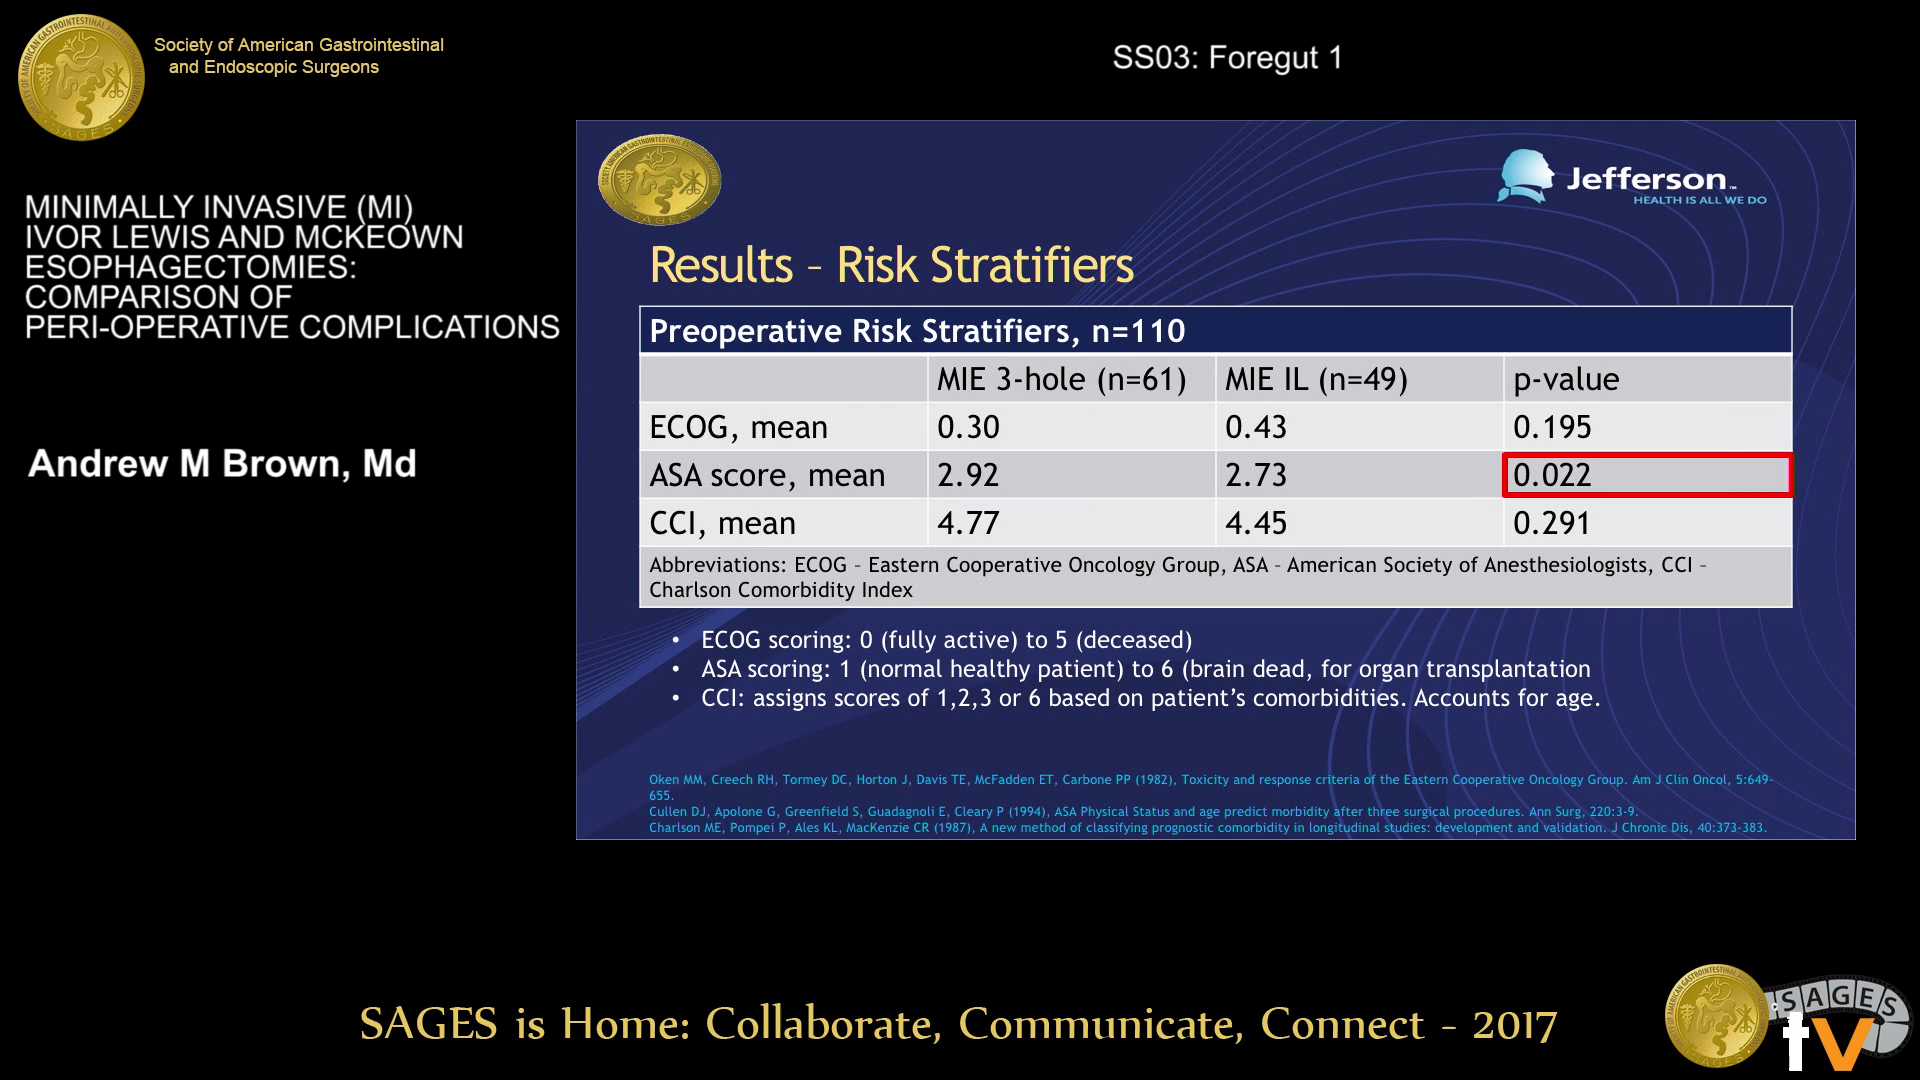 Society of American Gastrointestinal
and Endoscopic Surgeons
SS03: Foregut 1
MINIMALLY INVASIVE (MI)
IVOR LEWIS AND MCKEOWN
ESOPHAGECTOMIES:
COMPARISON OF
PERI-OPERATIVE COMPLICATIONS
Andrew M Brown, Md
Jefferson™
HEALTH IS ALL WE DO
Results – Risk Stratifiers
Preoperative Risk Stratifiers, n=110
MIE 3-hole (n=61) MIE IL (n=49) p-value
ECOG, mean 0.30 0.43 0.195
ASA score, mean 2.92 2.73 0.022
CCI, mean 4.77 4.45 0.291
Abbreviations: ECOG – Eastern Cooperative Oncology Group, ASA – American Society of Anesthesiologists, CCI –
Charlson Comorbidity Index
• ECOG scoring: 0 (fully active) to 5 (deceased)
• ASA scoring: 1 (normal healthy patient) to 6 (brain dead, for organ transplantation
• CCI: assigns scores of 1,2,3 or 6 based on patient's comorbidities. Accounts for age.
Oken MM, Creech RH, Tormey DC, Horton J, Davis TE, McFadden ET, Carbone PP (1982), Toxicity and response criteria of the Eastern Cooperative Oncology Group. Am J Clin Oncol, 5:649-
655.
Cullen DJ, Apolone G, Greenfield S, Guadagnoli E, Cleary P (1994), ASA Physical Status and age predict morbidity after three surgical procedures. Ann Surg, 220:3-9.
Charlson ME, Pompei P, Ales KL, MacKenzie CR (1987), A new method of classifying prognostic comorbidity in longitudinal studies: development and validation. J Chronic Dis, 40:373-383.
SAGES is Home: Collaborate, Communicate, Connect - 2017
SAGES
tv